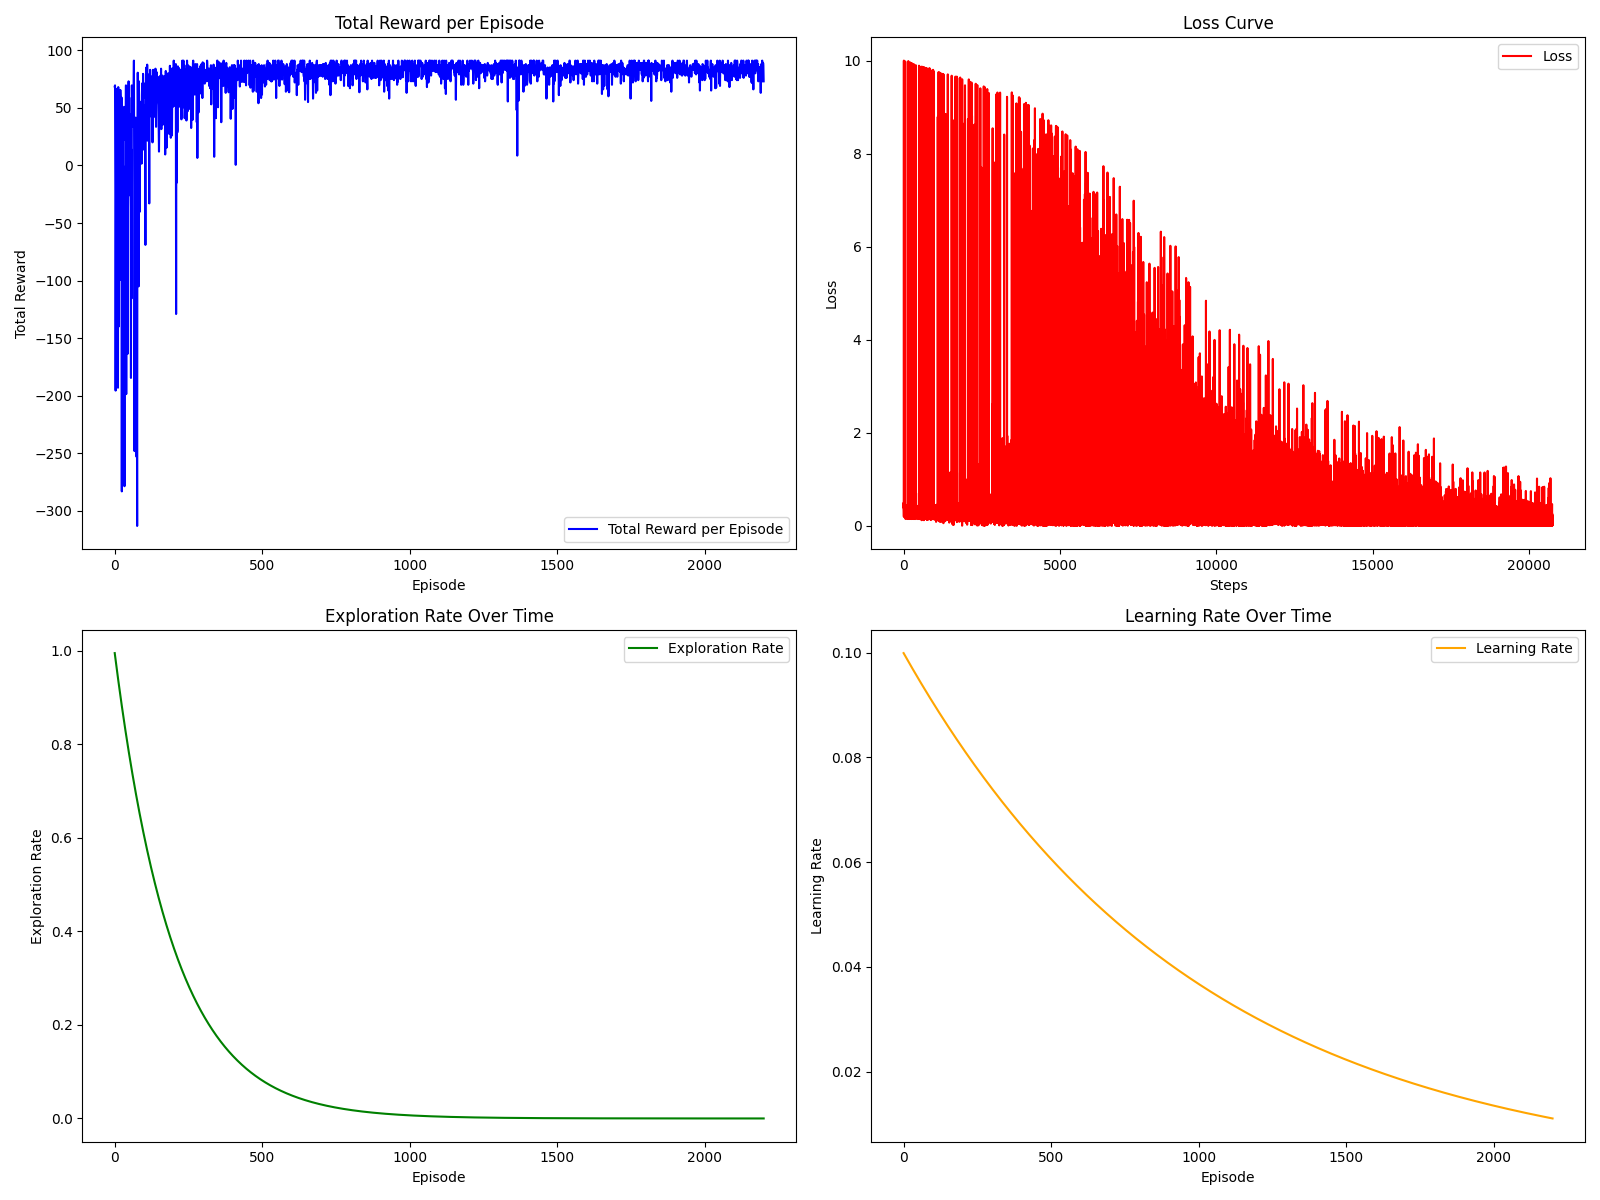 Total Reward per Episode
100
50
0
−50
−100
−150
−200
−250
−300
Total Reward
Total Reward per Episode
0
500
1000
1500
2000
Episode
Loss Curve
10
8
6
4
2
0
Loss
Loss
0
5000
10000
15000
20000
Steps
Exploration Rate Over Time
1.0
0.8
0.6
0.4
0.2
0.0
Exploration Rate
Exploration Rate
0
500
1000
1500
2000
Episode
Learning Rate Over Time
0.10
0.08
0.06
0.04
0.02
Learning Rate
Learning Rate
0
500
1000
1500
2000
Episode